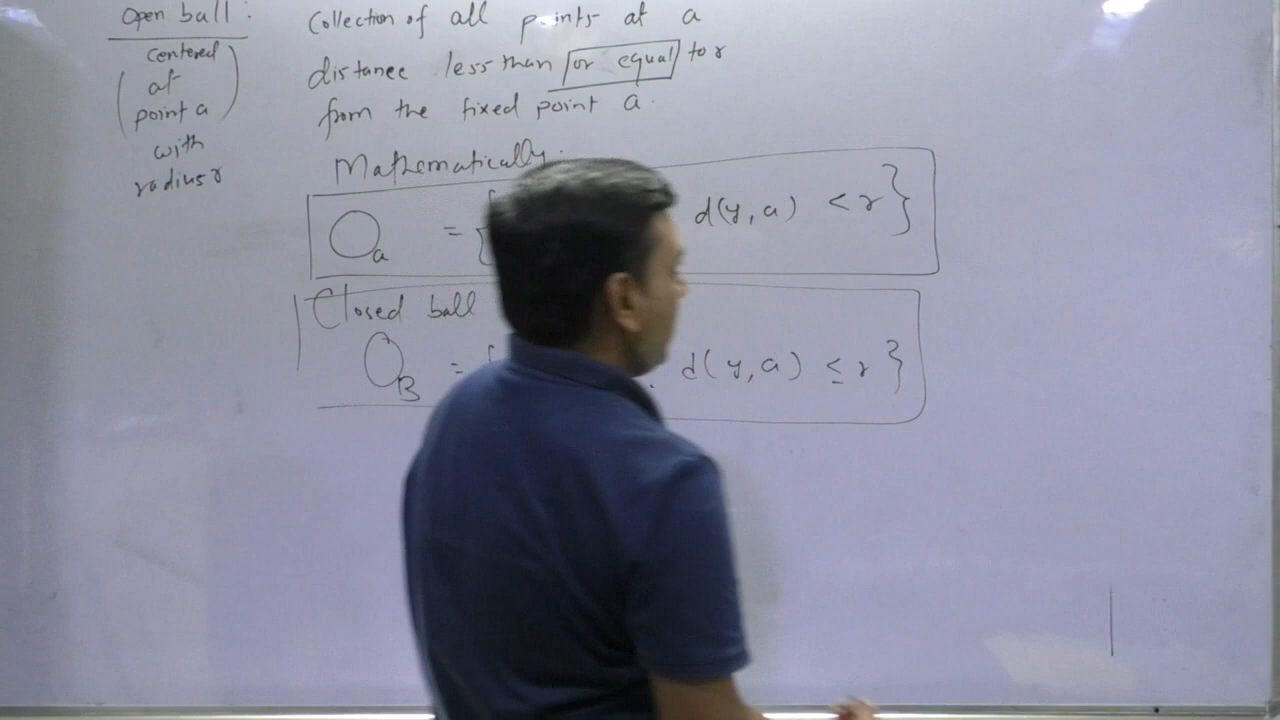 Open ball :
Collection of all points at a
(centered
at
point a)
with
radius r
distance less than or equal to r
from the fixed point a.
Mathematically.
O_a = { d(y, a) < r }
Closed ball
O_B = { d(y, a) ≤ r }